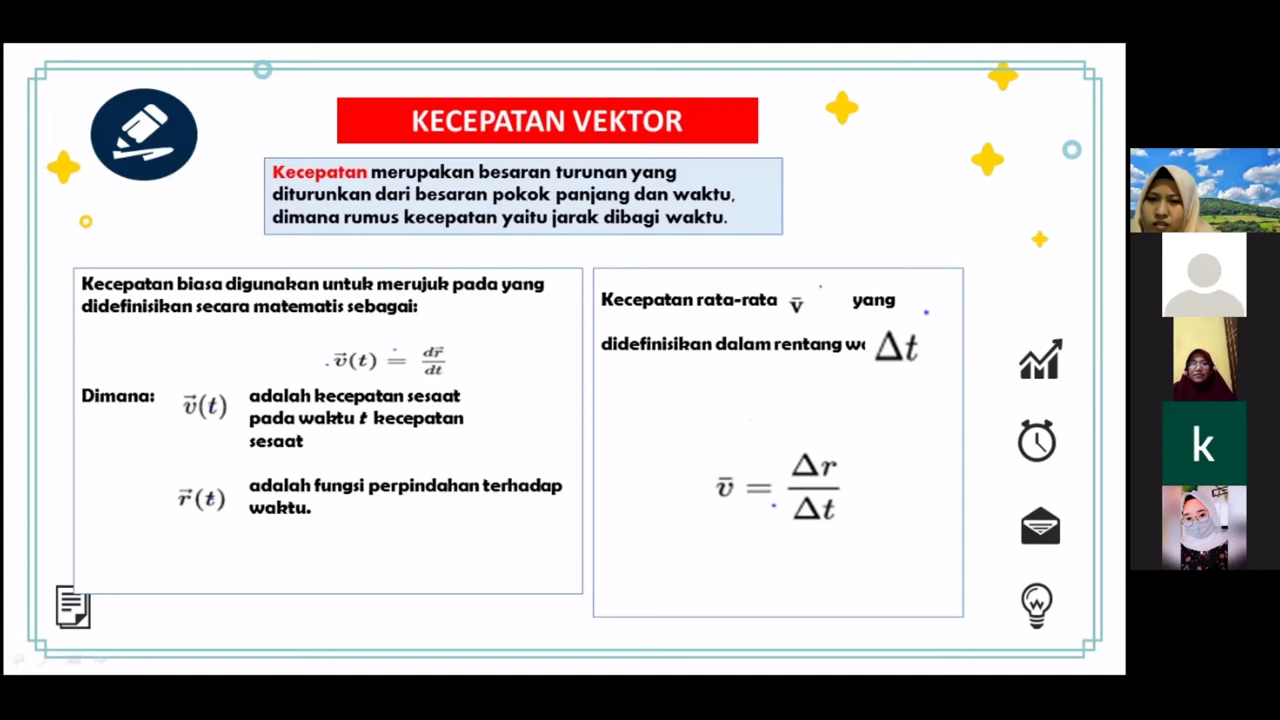 KECEPATAN VEKTOR
Kecepatan merupakan besaran turunan yang
diturunkan dari besaran pokok panjang dan waktu,
dimana rumus kecepatan yaitu jarak dibagi waktu.
Kecepatan biasa digunakan untuk merujuk pada yang
didefinisikan secara matematis sebagai:
v⃗(t) = dr⃗/dt
Dimana:
v⃗(t) adalah kecepatan sesaat
pada waktu t kecepatan
sesaat
r⃗(t) adalah fungsi perpindahan terhadap
waktu.
Kecepatan rata-rata v̄ yang
didefinisikan dalam rentang Δt
v̄ = Δr/Δt
k